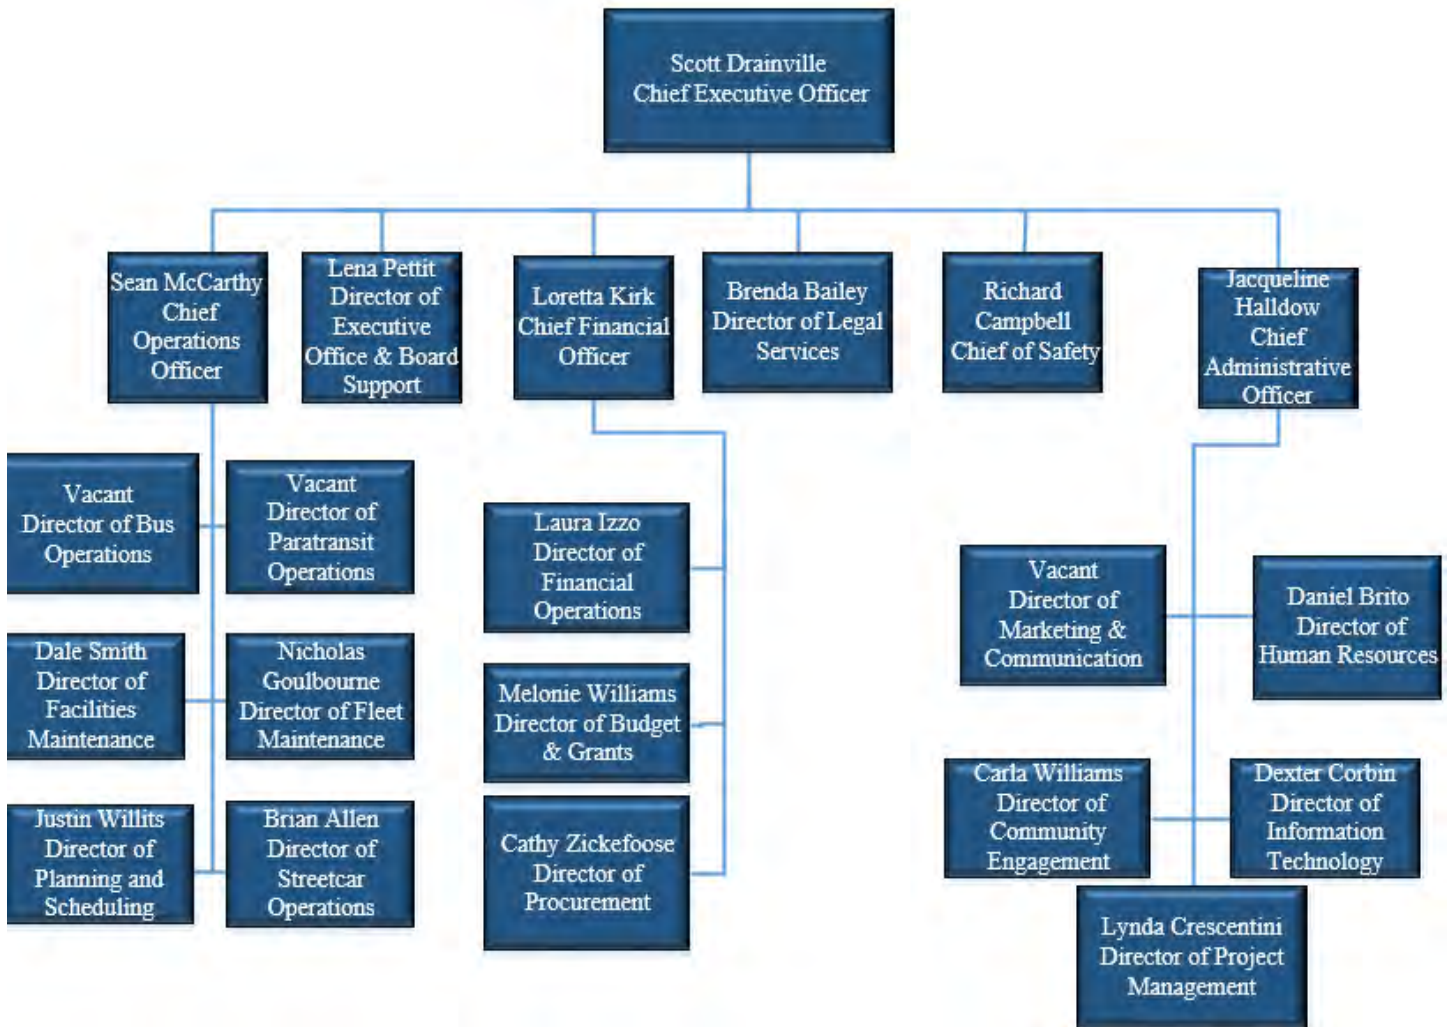 Scott Drainville
Chief Executive Officer
Sean McCarthy
Chief
Operations
Officer
Lena Pettit
Director of
Executive
Office & Board
Support
Loretta Kirk
Chief Financial
Officer
Brenda Bailey
Director of Legal
Services
Richard
Campbell
Chief of Safety
Jacqueline
Halldow
Chief
Administrative
Officer
Vacant
Director of Bus
Operations
Vacant
Director of
Paratransit
Operations
Dale Smith
Director of
Facilities
Maintenance
Nicholas
Goulbourne
Director of Fleet
Maintenance
Justin Willits
Director of
Planning and
Scheduling
Brian Allen
Director of
Streetcar
Operations
Laura Izzo
Director of
Financial
Operations
Melonie Williams
Director of Budget
& Grants
Cathy Zickefoose
Director of
Procurement
Vacant
Director of
Marketing &
Communication
Daniel Brito
Director of
Human Resources
Carla Williams
Director of
Community
Engagement
Dexter Corbin
Director of
Information
Technology
Lynda Crescentini
Director of Project
Management